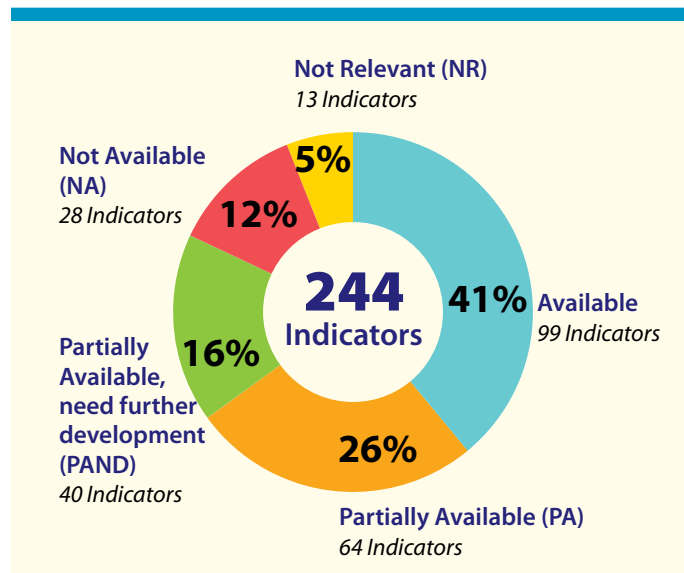 Not Relevant (NR)
13 Indicators
5%
Not Available
(NA)
28 Indicators
12%
244
Indicators
41%
Available
99 Indicators
Partially
Available,
need further
development
(PAND)
40 Indicators
16%
26%
Partially Available (PA)
64 Indicators